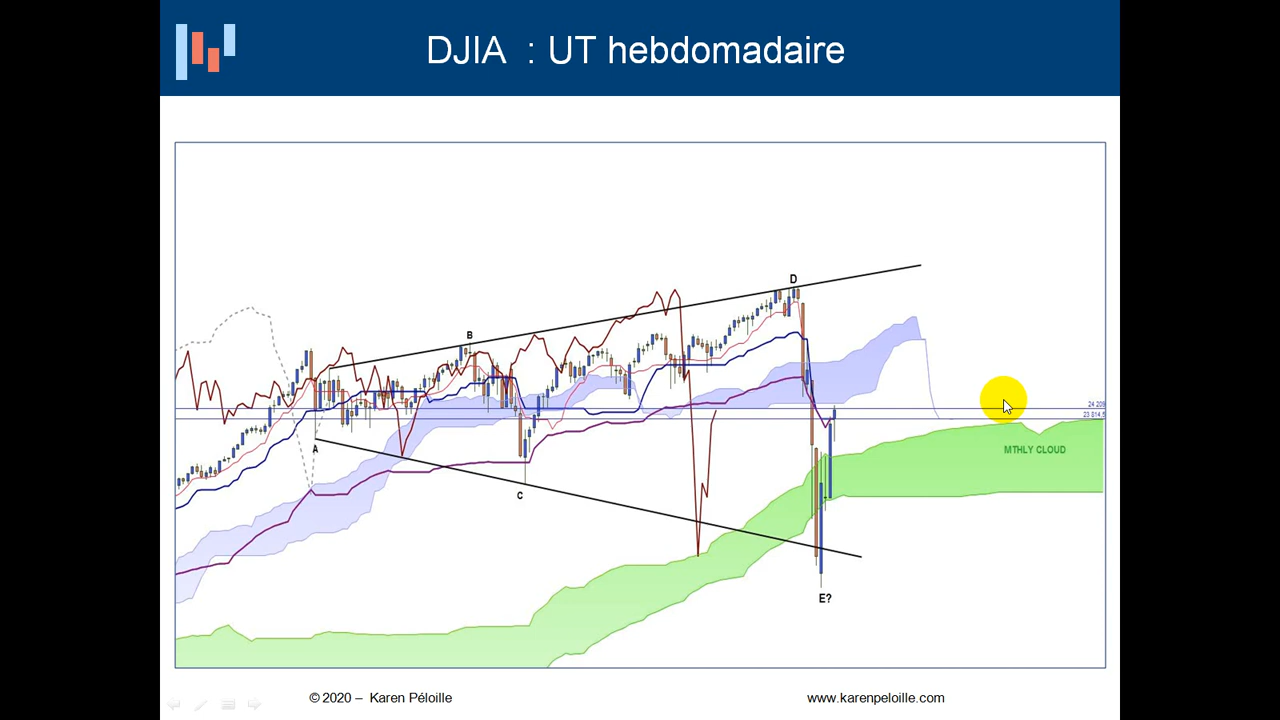 DJIA : UT hebdomadaire
D
B
24 209
23 814,5
A
MTHLY CLOUD
C
E?
© 2020 – Karen Péloille
www.karenpeloille.com